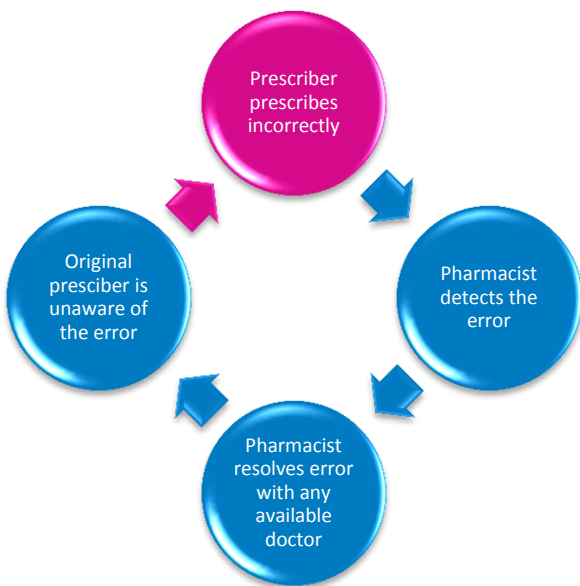 Prescriber
prescribes
incorrectly
Pharmacist
detects the
error
Pharmacist
resolves error
with any
available
doctor
Original
presciber is
unaware of
the error